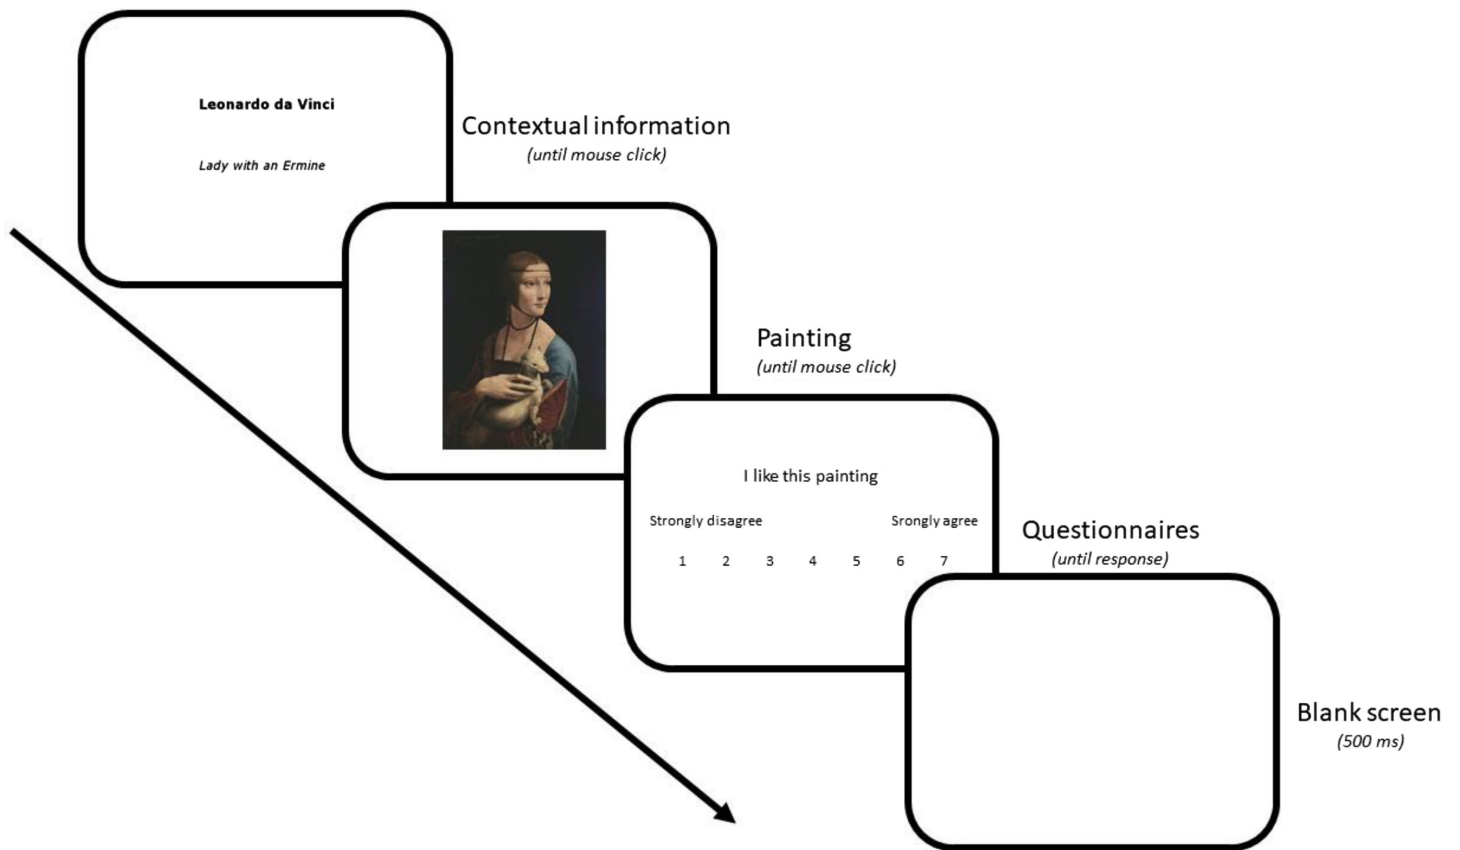 Leonardo da Vinci
Lady with an Ermine
Contextual information
(until mouse click)
Painting
(until mouse click)
I like this painting
Strongly disagree Srongly agree
1 2 3 4 5 6 7
Questionnaires
(until response)
Blank screen
(500 ms)